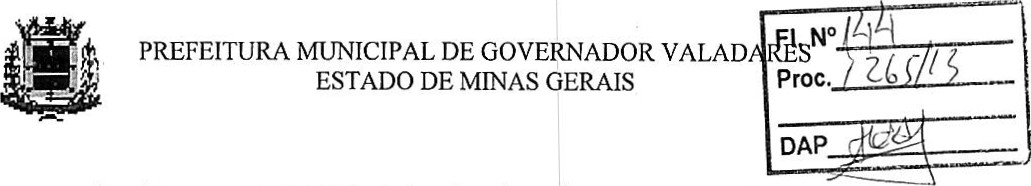 PREFEITURA MUNICIPAL DE GOVERNADOR VALADARES
ESTADO DE MINAS GERAIS
Fl. Nº 144
Proc. 1265/13
DAP